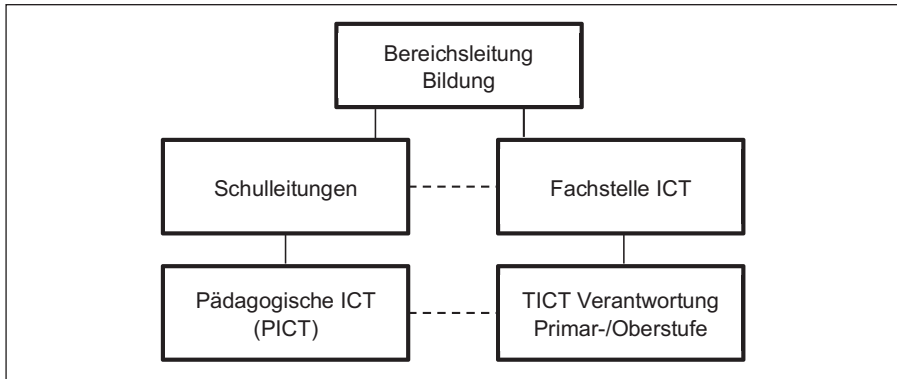 Bereichsleitung
Bildung
Schulleitungen
Fachstelle ICT
Pädagogische ICT
(PICT)
TICT Verantwortung
Primar-/Oberstufe